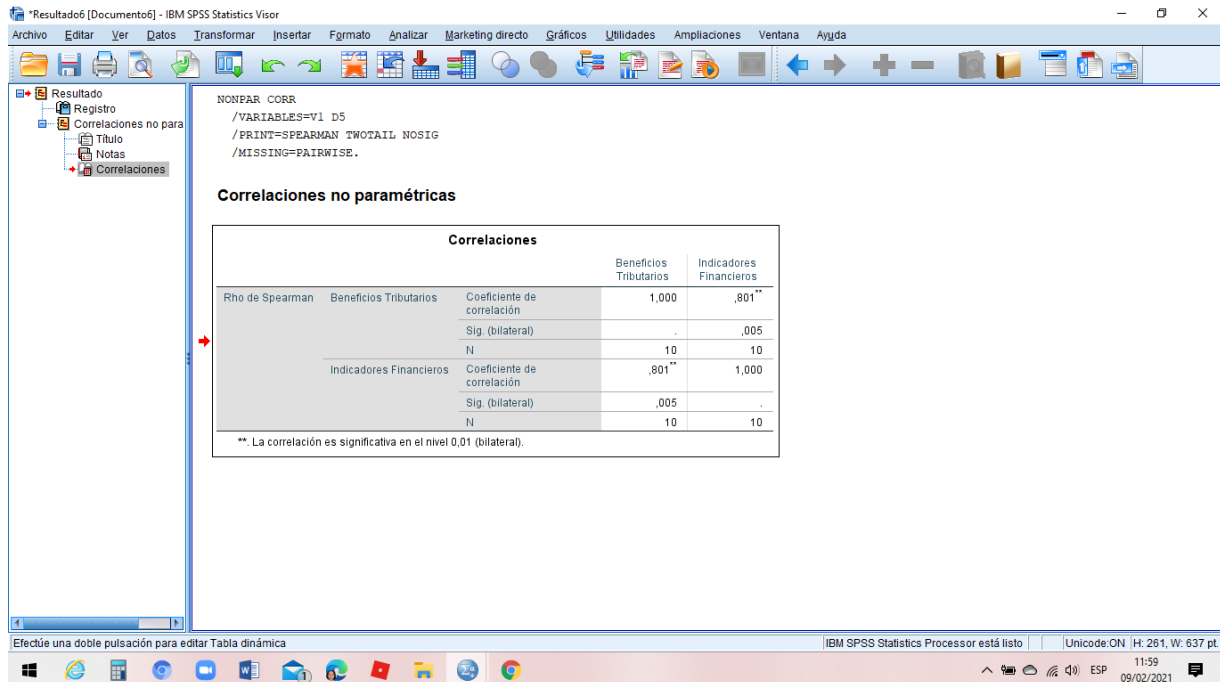 *Resultado6 [Documento6] - IBM SPSS Statistics Visor
Archivo Editar Ver Datos Transformar Insertar Formato Analizar Marketing directo Gráficos Utilidades Ampliaciones Ventana Ayuda
Resultado
Registro
Correlaciones no para
Título
Notas
Correlaciones
NONPAR CORR
/VARIABLES=V1 D5
/PRINT=SPEARMAN TWOTAIL NOSIG
/MISSING=PAIRWISE.
Correlaciones no paramétricas
Correlaciones
Beneficios Tributarios Indicadores Financieros
Rho de Spearman Beneficios Tributarios Coeficiente de correlación 1,000 ,801**
Sig. (bilateral) . ,005
N 10 10
Indicadores Financieros Coeficiente de correlación ,801** 1,000
Sig. (bilateral) ,005 .
N 10 10
**. La correlación es significativa en el nivel 0,01 (bilateral).
Efectúe una doble pulsación para editar Tabla dinámica IBM SPSS Statistics Processor está listo Unicode:ON H: 261, W: 637 pt.
ESP 11:59
09/02/2021